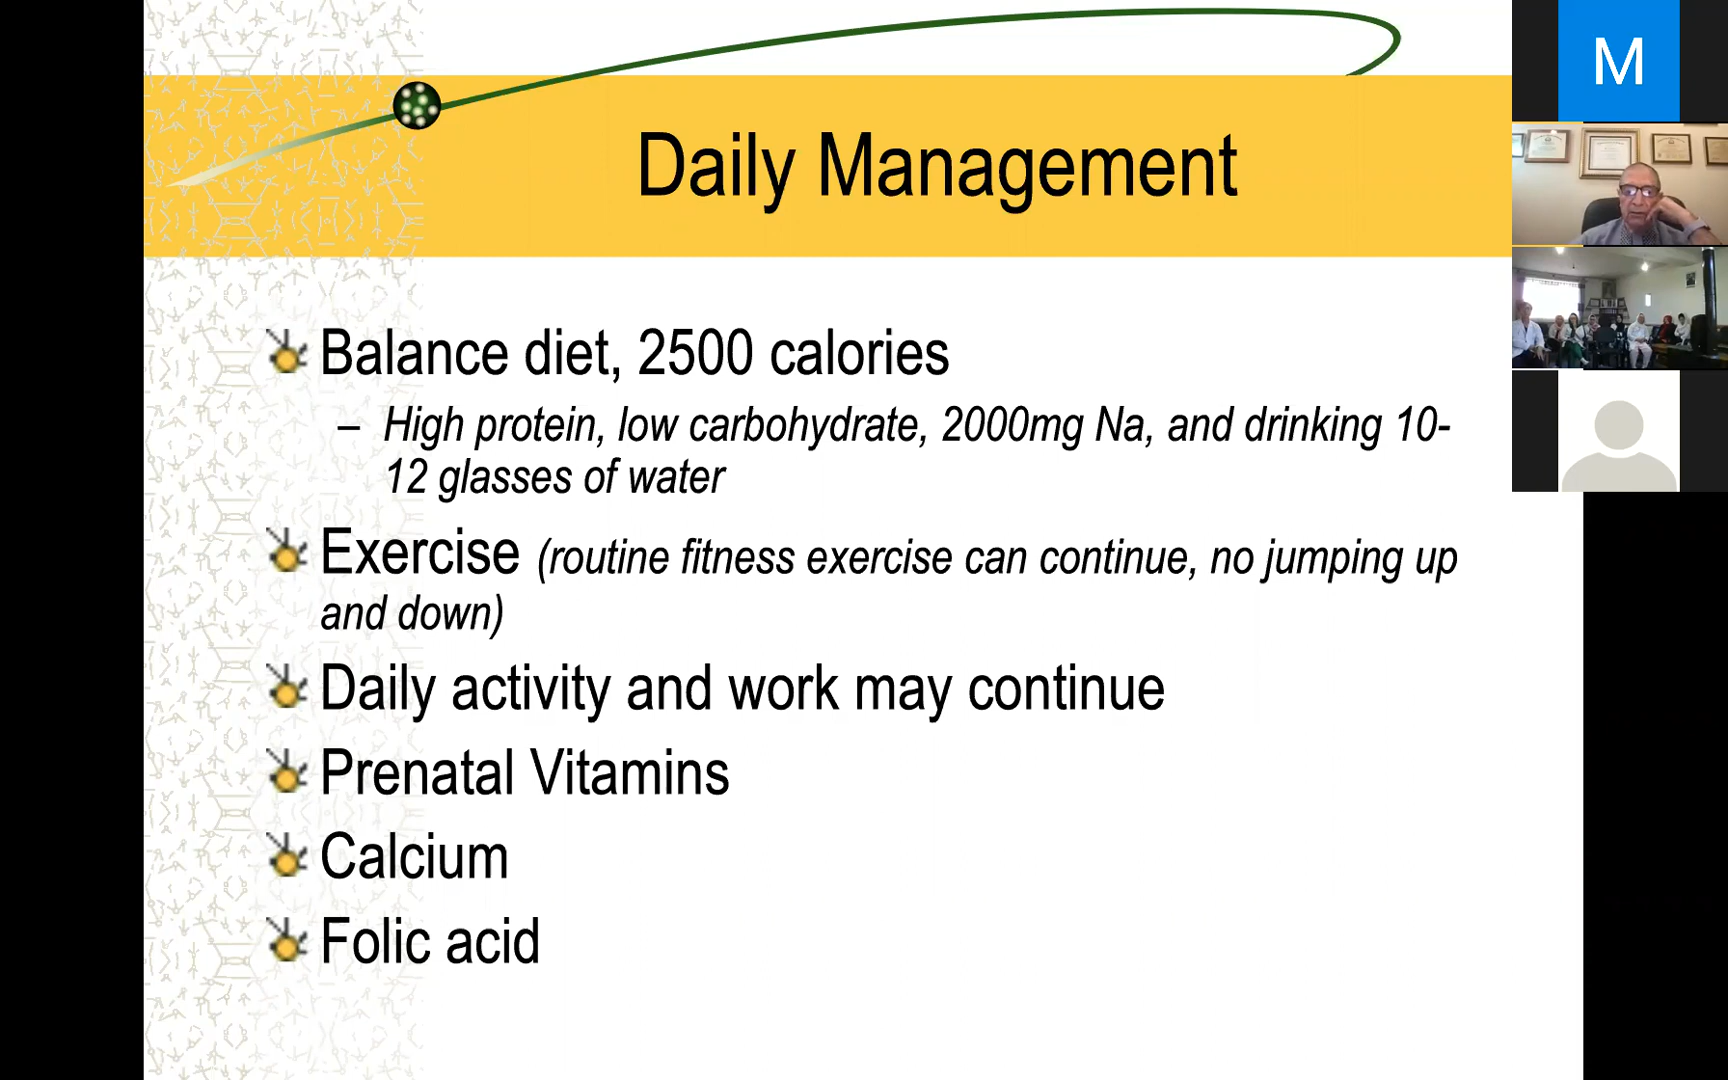 Daily Management
Balance diet, 2500 calories
– High protein, low carbohydrate, 2000mg Na, and drinking 10-
12 glasses of water
Exercise (routine fitness exercise can continue, no jumping up
and down)
Daily activity and work may continue
Prenatal Vitamins
Calcium
Folic acid
M